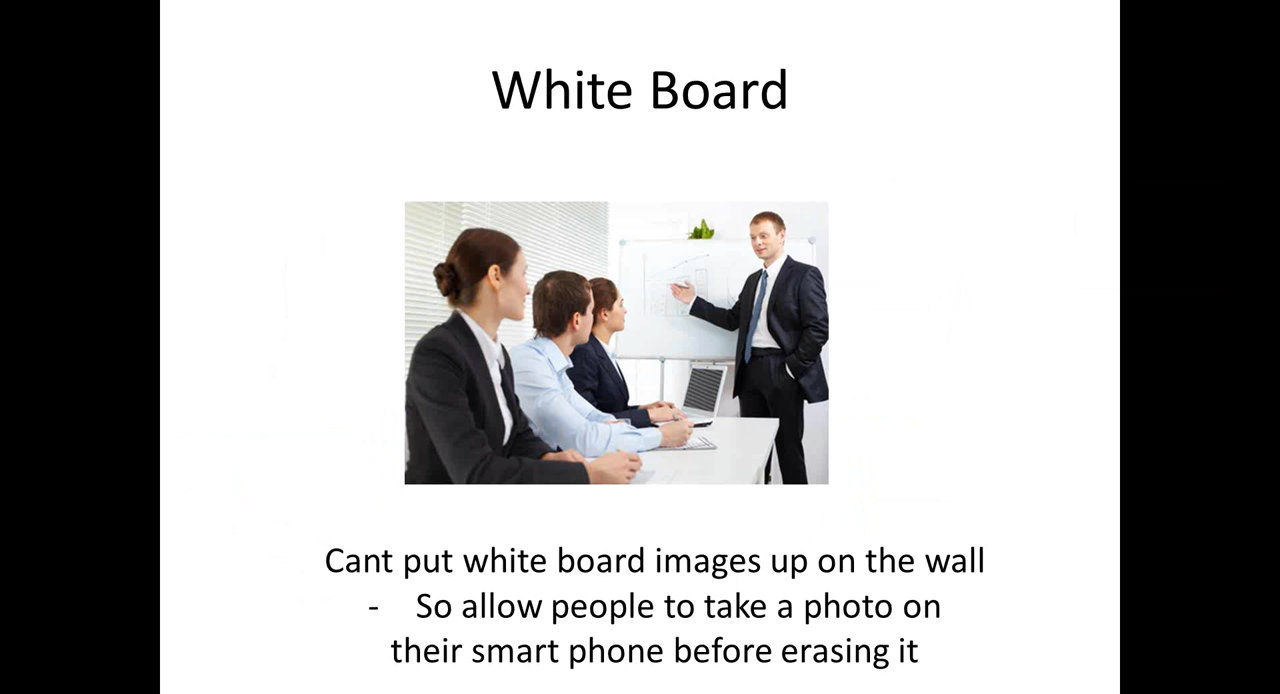 White Board
Cant put white board images up on the wall
- So allow people to take a photo on
their smart phone before erasing it